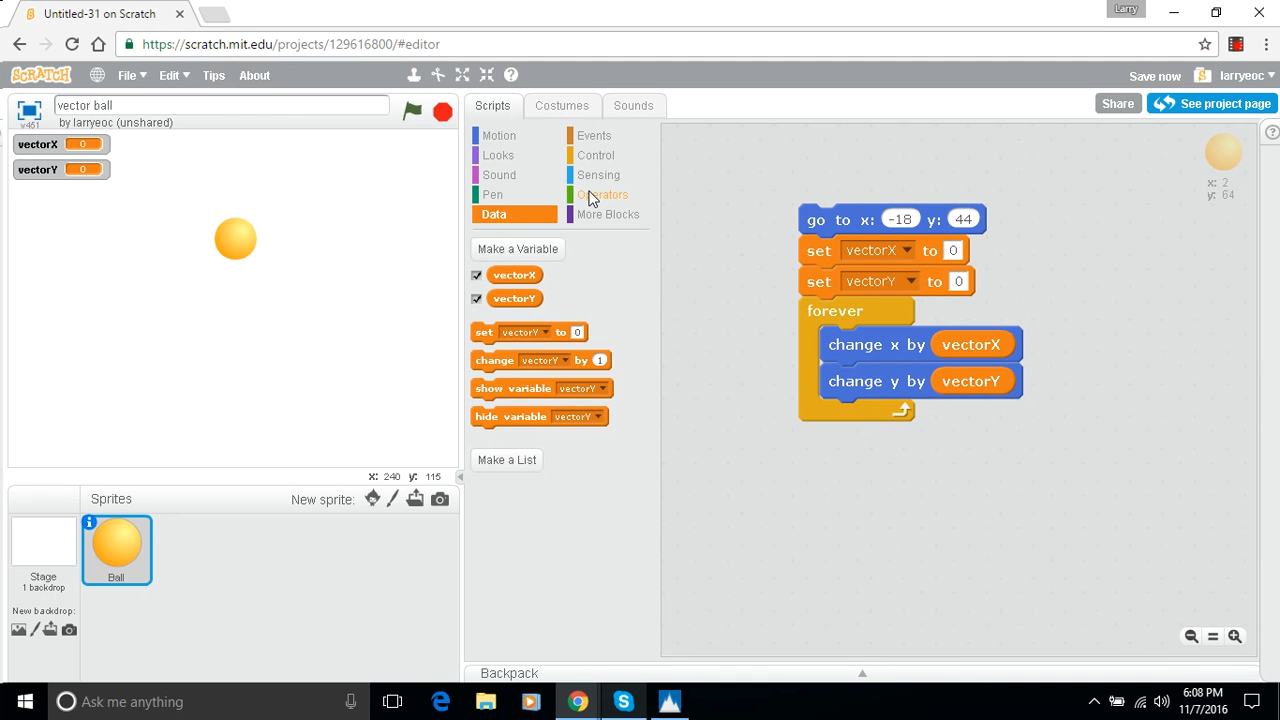 Untitled-31 on Scratch
Larry
https://scratch.mit.edu/projects/129616800/#editor
SCRATCH File Edit Tips About Save now larryeoc
vector ball
by larryeoc (unshared)
v451
Scripts Costumes Sounds Share See project page
vectorX 0
vectorY 0
Motion Events
Looks Control
Sound Sensing
Pen Operators
Data More Blocks
Make a Variable
vectorX
vectorY
set vectorY to 0
change vectorY by 1
show variable vectorY
hide variable vectorY
Make a List
go to x: -18 y: 44
set vectorX to 0
set vectorY to 0
forever
change x by vectorX
change y by vectorY
x: 2
y: 64
x: 240 y: 115
Sprites New sprite:
Stage
1 backdrop
New backdrop:
Ball
Backpack
Ask me anything
6:08 PM
11/7/2016